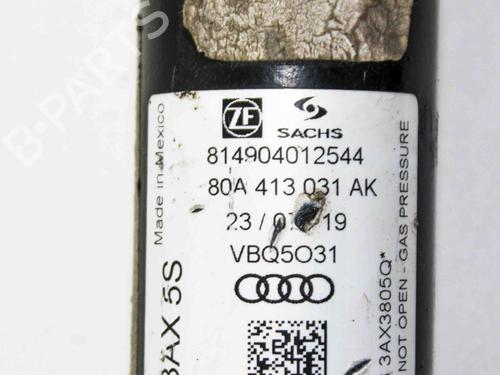 B-PARTS
ZF
SACHS
814904012544
80A 413 031 AK
23 / 07 19
VBQ5O31
Made in Mexico
3AX 5S
3AX3805Q*
NOT OPEN - GAS PRESSURE